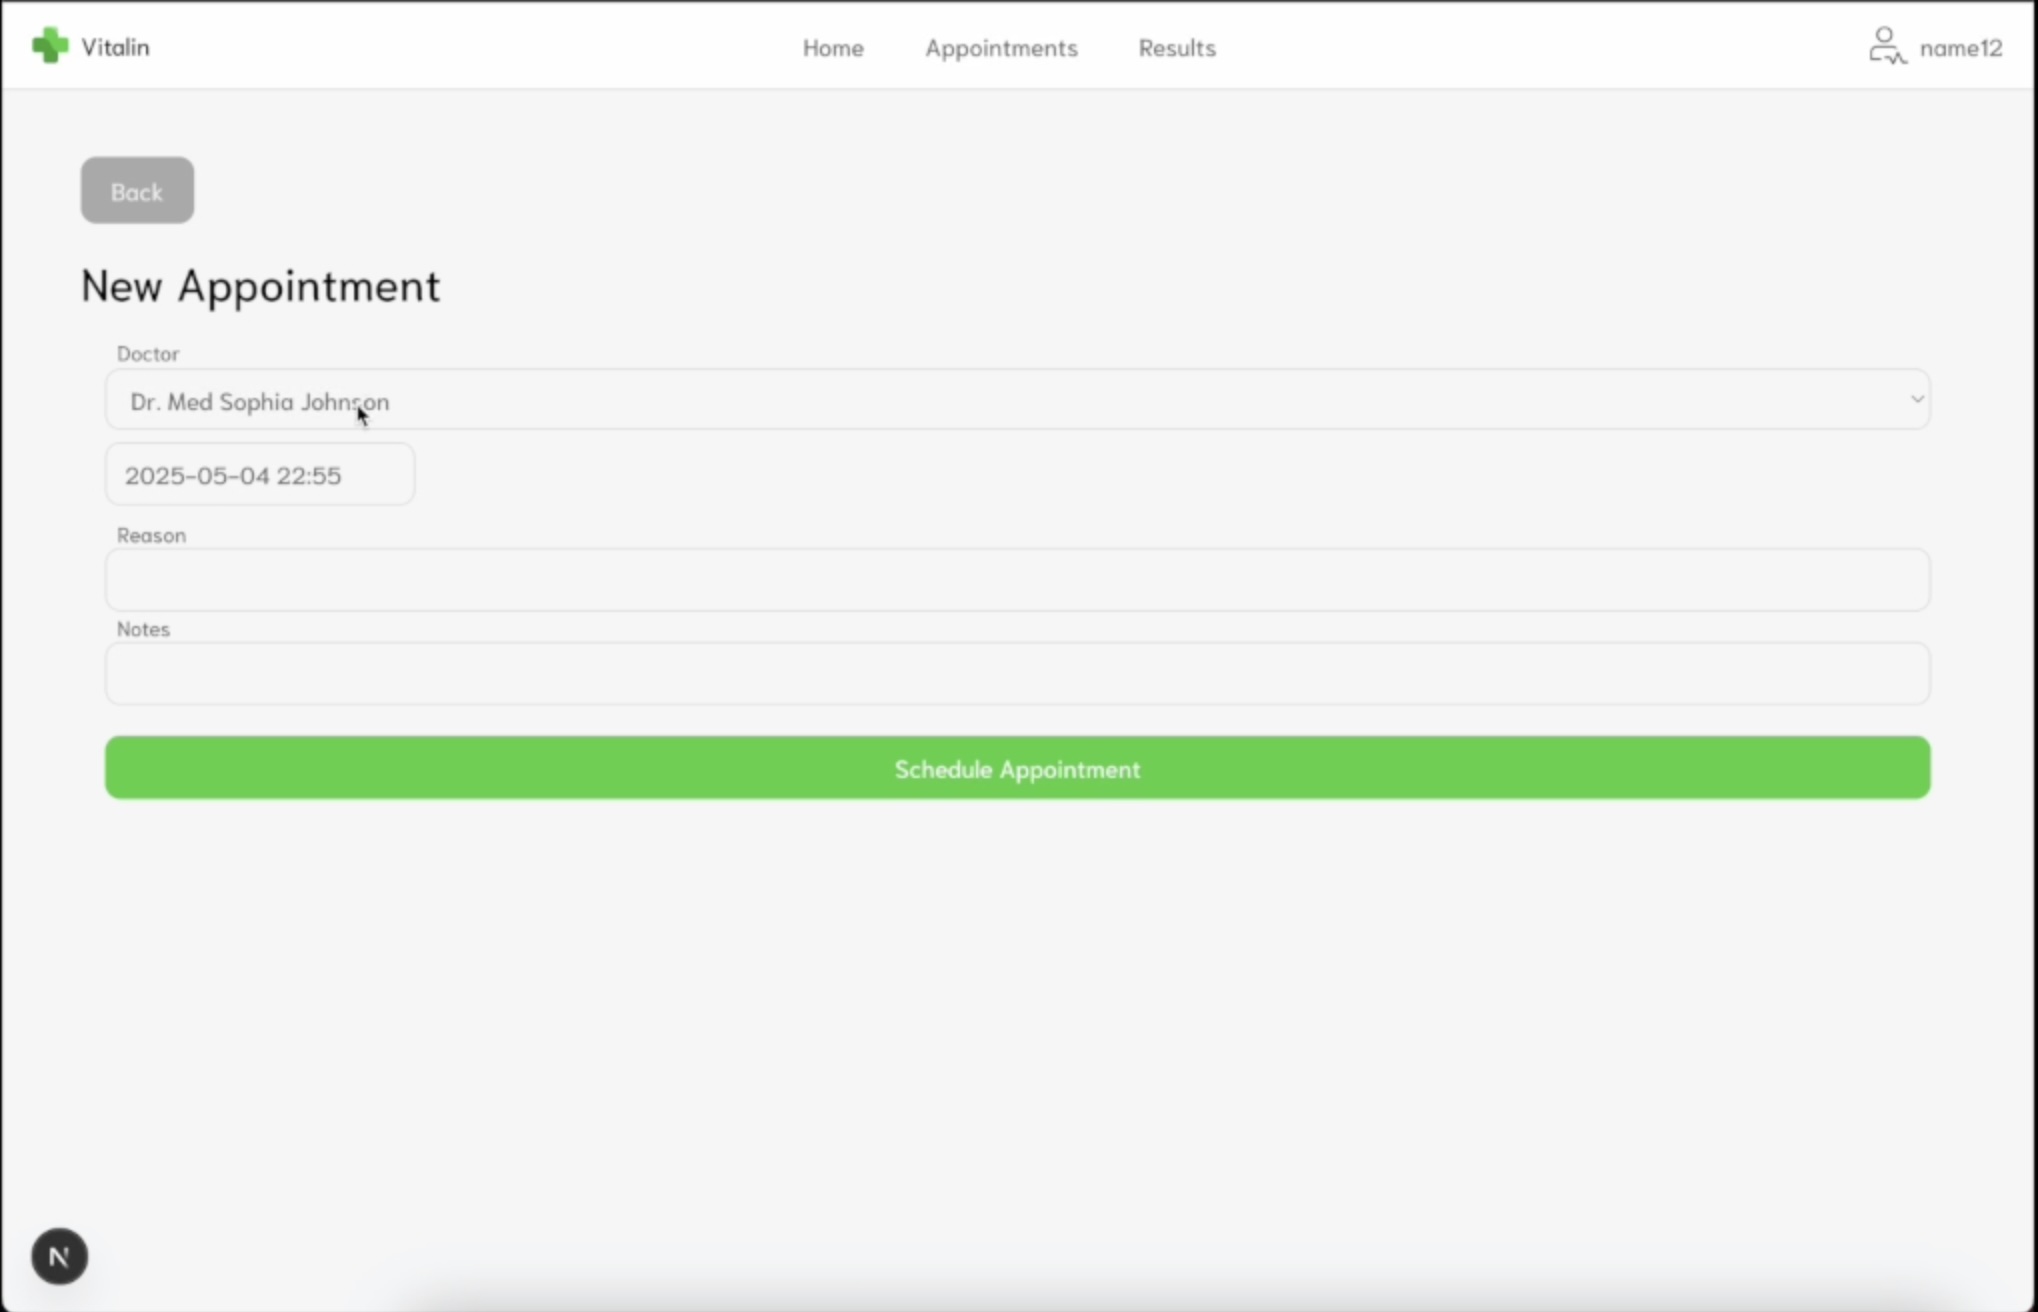 Vitalin
Home Appointments Results
name12
Back
New Appointment
Doctor
Dr. Med Sophia Johnson
2025-05-04 22:55
Reason
Notes
Schedule Appointment
N